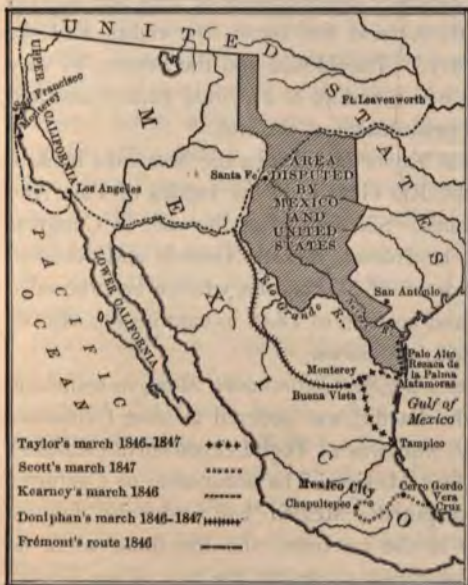 UNITED
STATES
MEXICO
PACIFIC
OCEAN
UPPER
CALIFORNIA
Francisco
Monterey
Los Angeles
LOWER CALIFORNIA
Ft. Leavenworth
Santa Fe
AREA
DISPUTED
BY
MEXICO
AND
UNITED
STATES
Rio Grande R.
San Antonio
Palo Alto
Resaca de
la Palma
Matamoras
Monterey
Buena Vista
Gulf of
Mexico
Tampico
Mexico City
Chapultepec
Cerro Gordo
Vera
Cruz
Taylor's march 1846-1847
Scott's march 1847
Kearney's march 1846
Doniphan's march 1846-1847
Frémont's route 1846